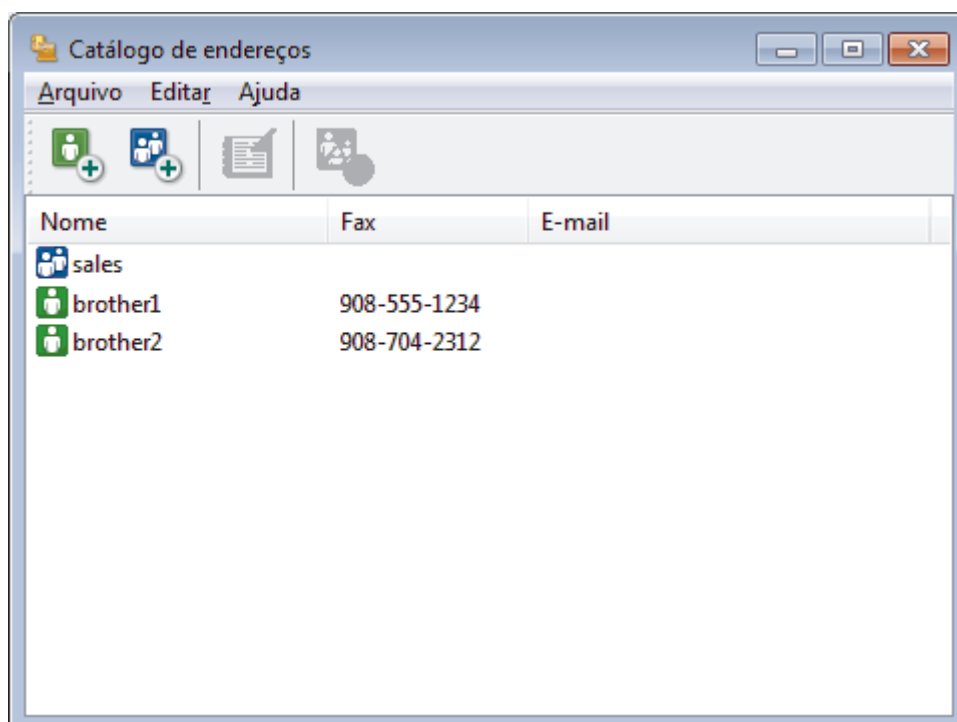 Catálogo de endereços
Arquivo Editar Ajuda
Nome Fax E-mail
sales
brother1 908-555-1234
brother2 908-704-2312